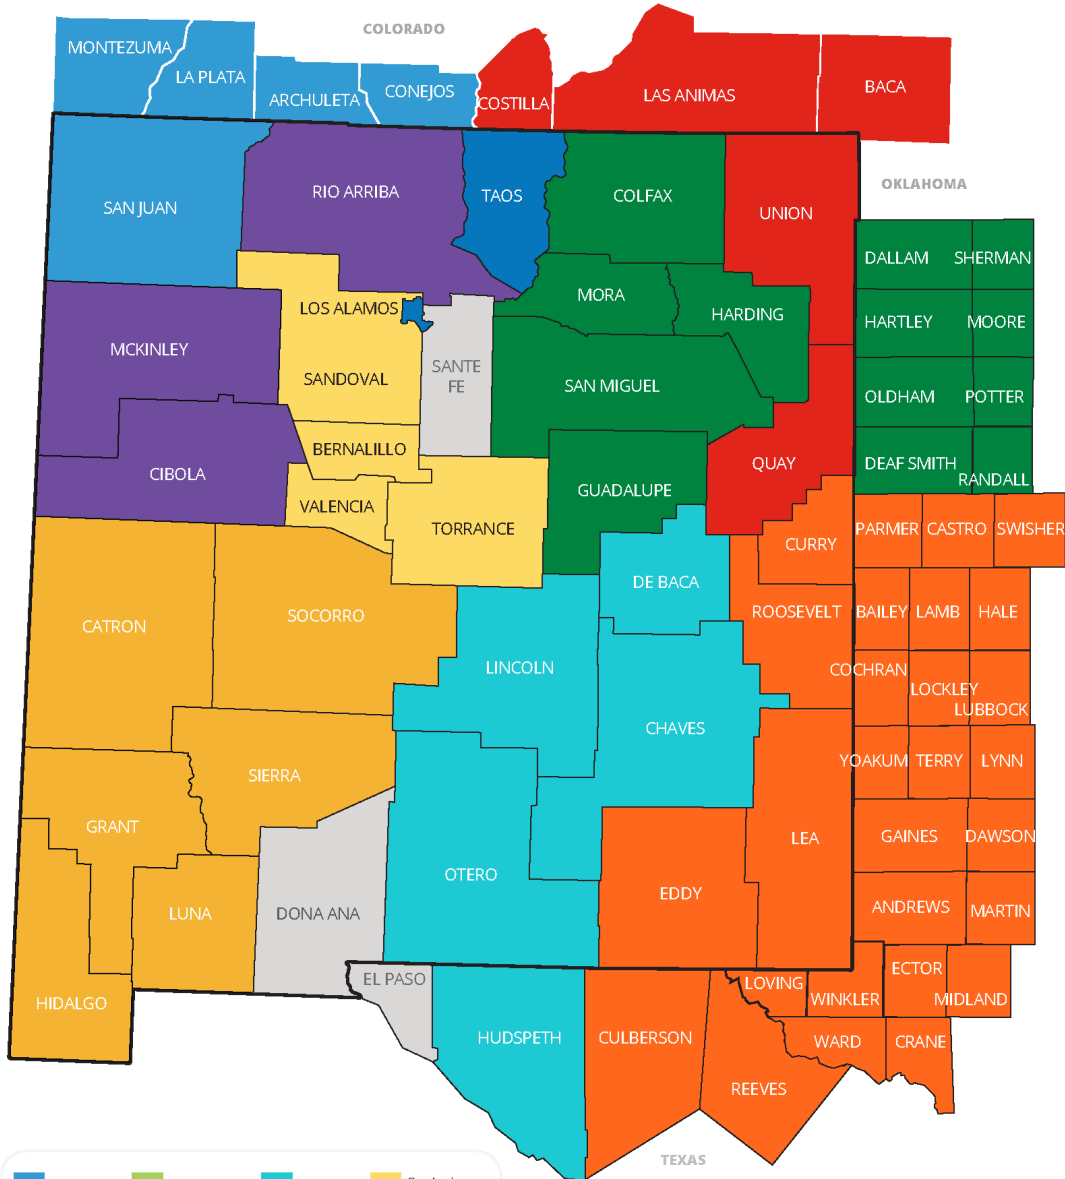 COLORADO
MONTEZUMA
LA PLATA
ARCHULETA
CONEJOS
COSTILLA
LAS ANIMAS
BACA
OKLAHOMA
SAN JUAN
RIO ARRIBA
TAOS
COLFAX
UNION
DALLAM
SHERMAN
LOS ALAMOS
MORA
HARDING
HARTLEY
MOORE
MCKINLEY
SANDOVAL
SANTE
FE
SAN MIGUEL
OLDHAM
POTTER
BERNALILLO
CIBOLA
QUAY
DEAF SMITH
RANDALL
VALENCIA
GUADALUPE
TORRANCE
CURRY
PARMER
CASTRO
SWISHER
DE BACA
CATRON
SOCORRO
ROOSEVELT
BAILEY
LAMB
HALE
LINCOLN
COCHRAN
LOCKLEY
LUBBOCK
CHAVES
SIERRA
YOAKUM
TERRY
LYNN
GRANT
LEA
GAINES
DAWSON
OTERO
EDDY
LUNA
DONA ANA
ANDREWS
MARTIN
HIDALGO
EL PASO
LOVING
WINKLER
ECTOR
MIDLAND
HUDSPETH
CULBERSON
WARD
CRANE
REEVES
TEXAS